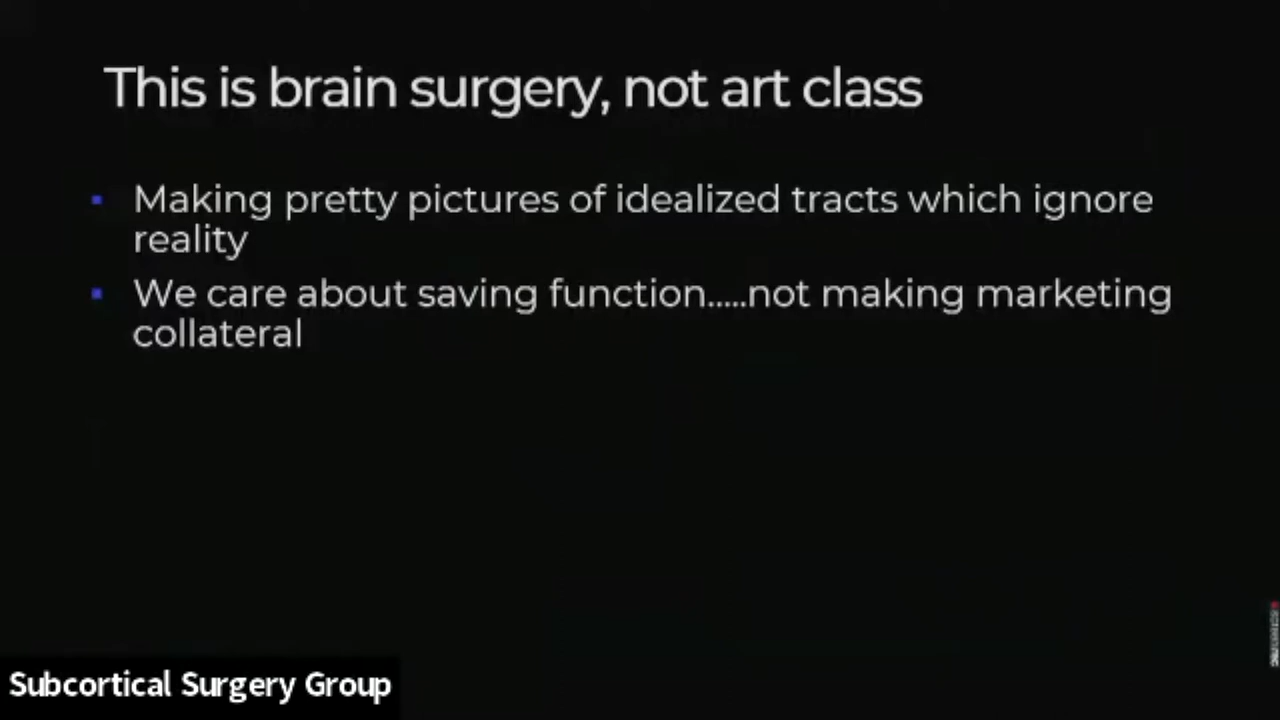 This is brain surgery, not art class
Making pretty pictures of idealized tracts which ignore
reality
We care about saving function.....not making marketing
collateral
Subcortical Surgery Group